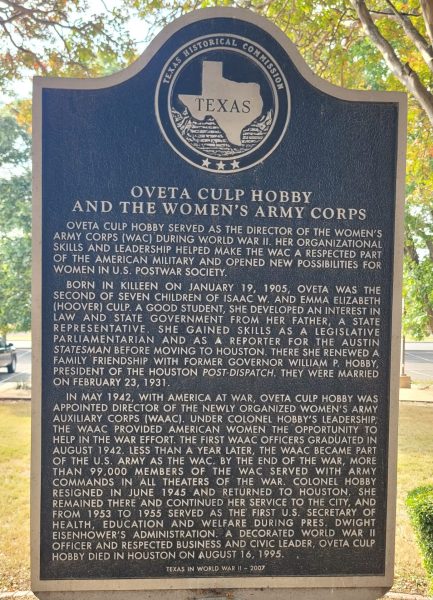 TEXAS HISTORICAL COMMISSION
TEXAS
OVETA CULP HOBBY
AND THE WOMEN'S ARMY CORPS
OVETA CULP HOBBY SERVED AS THE DIRECTOR OF THE WOMEN'S
ARMY CORPS (WAC) DURING WORLD WAR II. HER ORGANIZATIONAL
SKILLS AND LEADERSHIP HELPED MAKE THE WAC A RESPECTED PART
OF THE AMERICAN MILITARY AND OPENED NEW POSSIBILITIES FOR
WOMEN IN U.S. POSTWAR SOCIETY.
BORN IN KILLEEN ON JANUARY 19, 1905, OVETA WAS THE
SECOND OF SEVEN CHILDREN OF ISAAC W. AND EMMA ELIZABETH
(HOOVER) CULP. A GOOD STUDENT, SHE DEVELOPED AN INTEREST IN
LAW AND STATE GOVERNMENT FROM HER FATHER, A STATE
REPRESENTATIVE. SHE GAINED SKILLS AS A LEGISLATIVE
PARLIAMENTARIAN AND AS A REPORTER FOR THE AUSTIN
STATESMAN BEFORE MOVING TO HOUSTON. THERE SHE RENEWED A
FAMILY FRIENDSHIP WITH FORMER GOVERNOR WILLIAM P. HOBBY,
PRESIDENT OF THE HOUSTON POST-DISPATCH. THEY WERE MARRIED
ON FEBRUARY 23, 1931.
IN MAY 1942, WITH AMERICA AT WAR, OVETA CULP HOBBY WAS
APPOINTED DIRECTOR OF THE NEWLY ORGANIZED WOMEN'S ARMY
AUXILIARY CORPS (WAAC). UNDER COLONEL HOBBY'S LEADERSHIP
THE WAAC PROVIDED AMERICAN WOMEN THE OPPORTUNITY TO
HELP IN THE WAR EFFORT. THE FIRST WAAC OFFICERS GRADUATED IN
AUGUST 1942. LESS THAN A YEAR LATER, THE WAAC BECAME PART
OF THE U.S. ARMY AS THE WAC. BY THE END OF THE WAR, MORE
THAN 99,000 MEMBERS OF THE WAC SERVED WITH ARMY
COMMANDS IN ALL THEATERS OF THE WAR. COLONEL HOBBY
RESIGNED IN JUNE 1945 AND RETURNED TO HOUSTON. SHE
REMAINED THERE AND CONTINUED HER SERVICE TO THE CITY, AND
FROM 1953 TO 1955 SERVED AS THE FIRST U.S. SECRETARY OF
HEALTH, EDUCATION AND WELFARE DURING PRES. DWIGHT
EISENHOWER'S ADMINISTRATION. A DECORATED WORLD WAR II
OFFICER AND RESPECTED BUSINESS AND CIVIC LEADER, OVETA CULP
HOBBY DIED IN HOUSTON ON AUGUST 16, 1995.
TEXAS IN WORLD WAR II – 2007